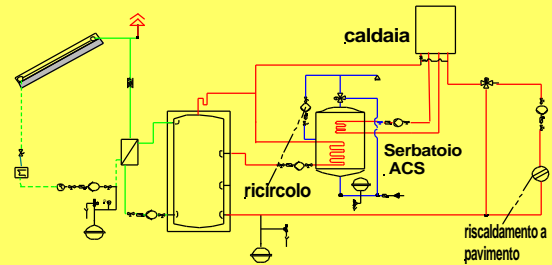 caldaia
Serbatoio
ACS
ricircolo
riscaldamento a
pavimento